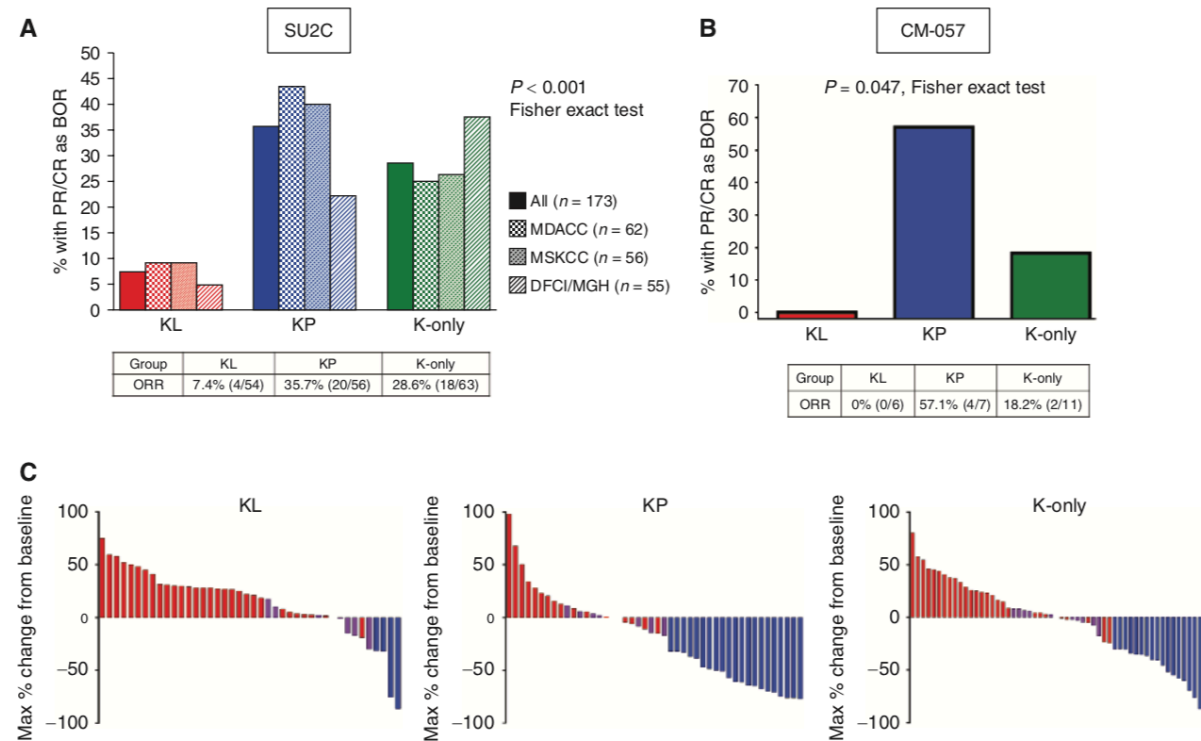 A
SU2C
50
45
40
35
30
25
20
15
10
5
0
% with PR/CR as BOR
KL
KP
K-only
P < 0.001
Fisher exact test
All (n = 173)
MDACC (n = 62)
MSKCC (n = 56)
DFCI/MGH (n = 55)
Group KL KP K-only
ORR 7.4% (4/54) 35.7% (20/56) 28.6% (18/63)
B
CM-057
P = 0.047, Fisher exact test
70
60
50
40
30
20
10
0
% with PR/CR as BOR
KL
KP
K-only
Group KL KP K-only
ORR 0% (0/6) 57.1% (4/7) 18.2% (2/11)
C
KL
Max % change from baseline
100
50
0
−50
−100
KP
Max % change from baseline
100
50
0
−50
−100
K-only
Max % change from baseline
100
50
0
−50
−100